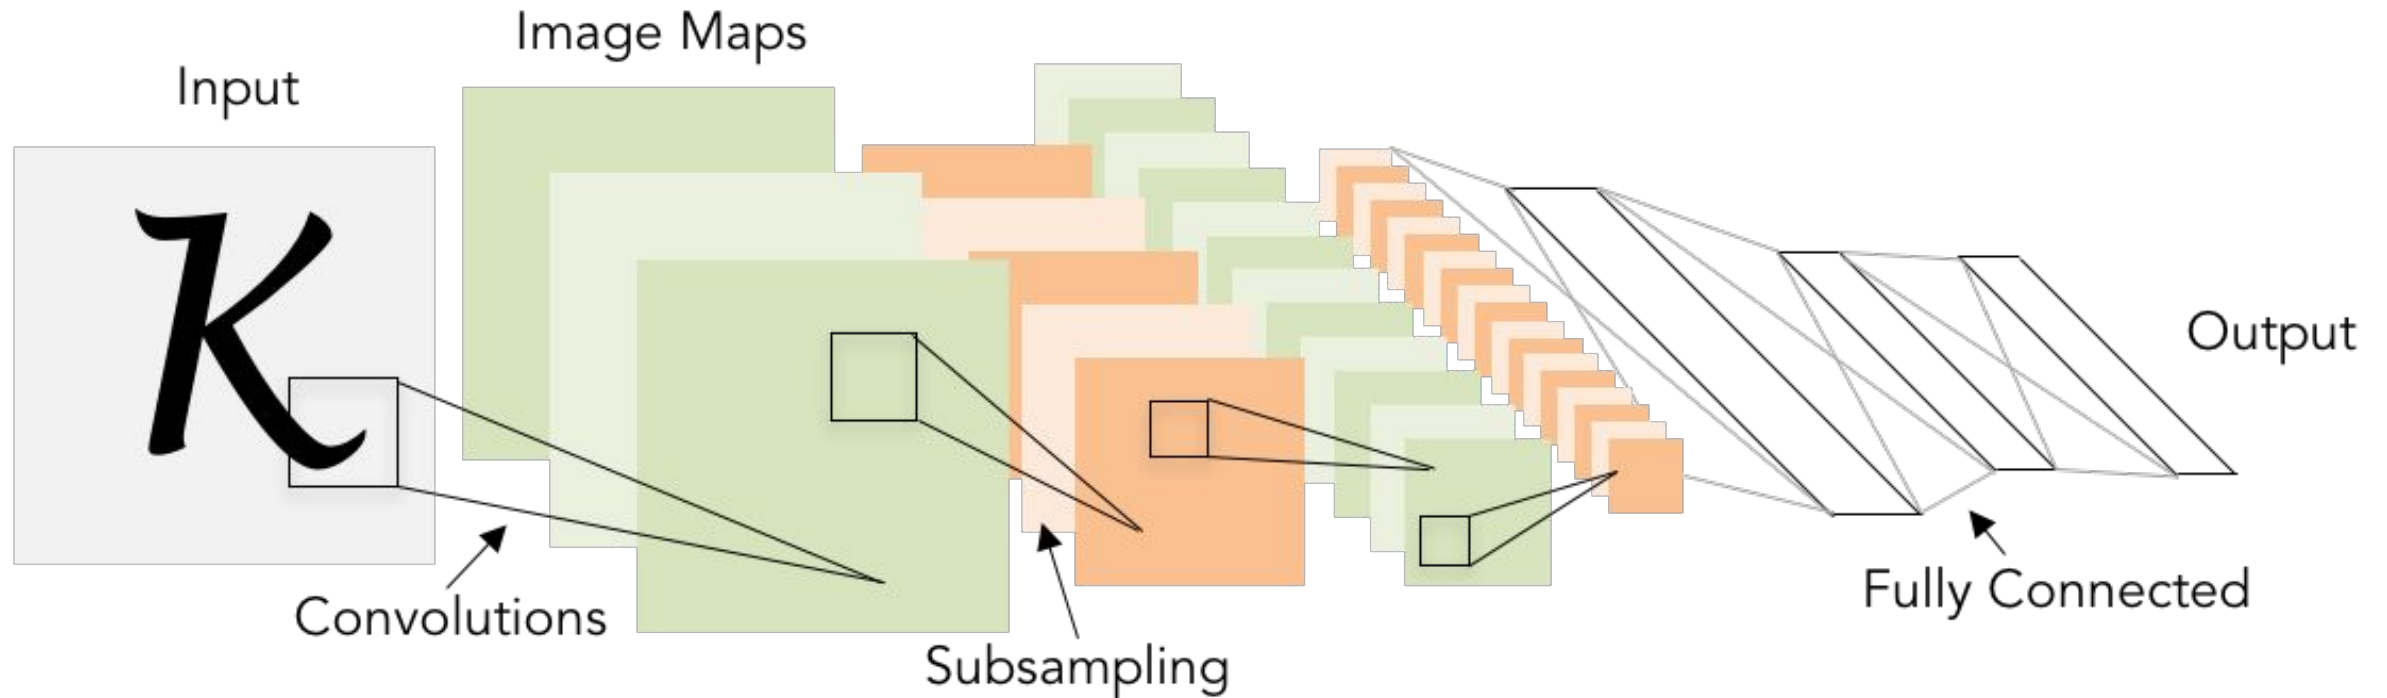 Image Maps
Input
K
Output
Convolutions
Fully Connected
Subsampling